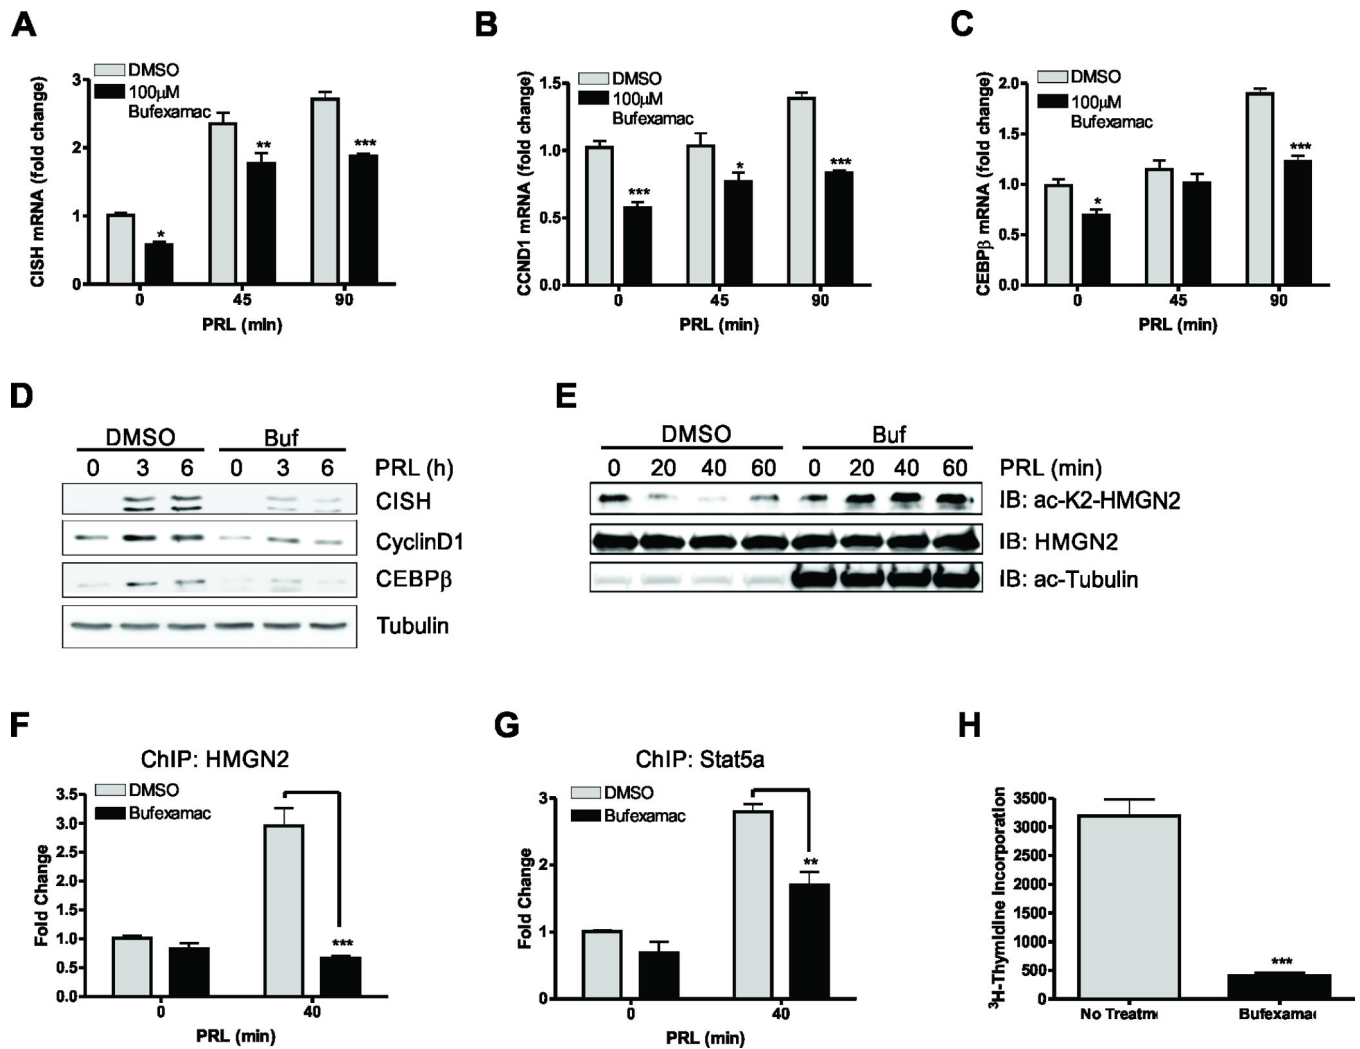 A
DMSO
100μM
Bufexamac
CISH mRNA (fold change)
3
2
1
0
0 45 90
PRL (min)
*
**
***
B
DMSO
100μM
Bufexamac
CCND1 mRNA (fold change)
1.5
1.0
0.5
0.0
0 45 90
PRL (min)
***
*
***
C
DMSO
100μM
Bufexamac
CEBPβ mRNA (fold change)
2.0
1.5
1.0
0.5
0.0
0 45 90
PRL (min)
*
***
D
DMSO Buf
0 3 6 0 3 6 PRL (h)
CISH
CyclinD1
CEBPβ
Tubulin
E
DMSO Buf
0 20 40 60 0 20 40 60 PRL (min)
IB: ac-K2-HMGN2
IB: HMGN2
IB: ac-Tubulin
F
ChIP: HMGN2
DMSO
Bufexamac
Fold Change
3.5
3.0
2.5
2.0
1.5
1.0
0.5
0.0
0 40
PRL (min)
***
G
ChIP: Stat5a
DMSO
Bufexamac
Fold Change
3
2
1
0
0 40
PRL (min)
**
H
³H-Thymidine Incorporation
3500
3000
2500
2000
1500
1000
500
0
***
No Treatme Bufexamac